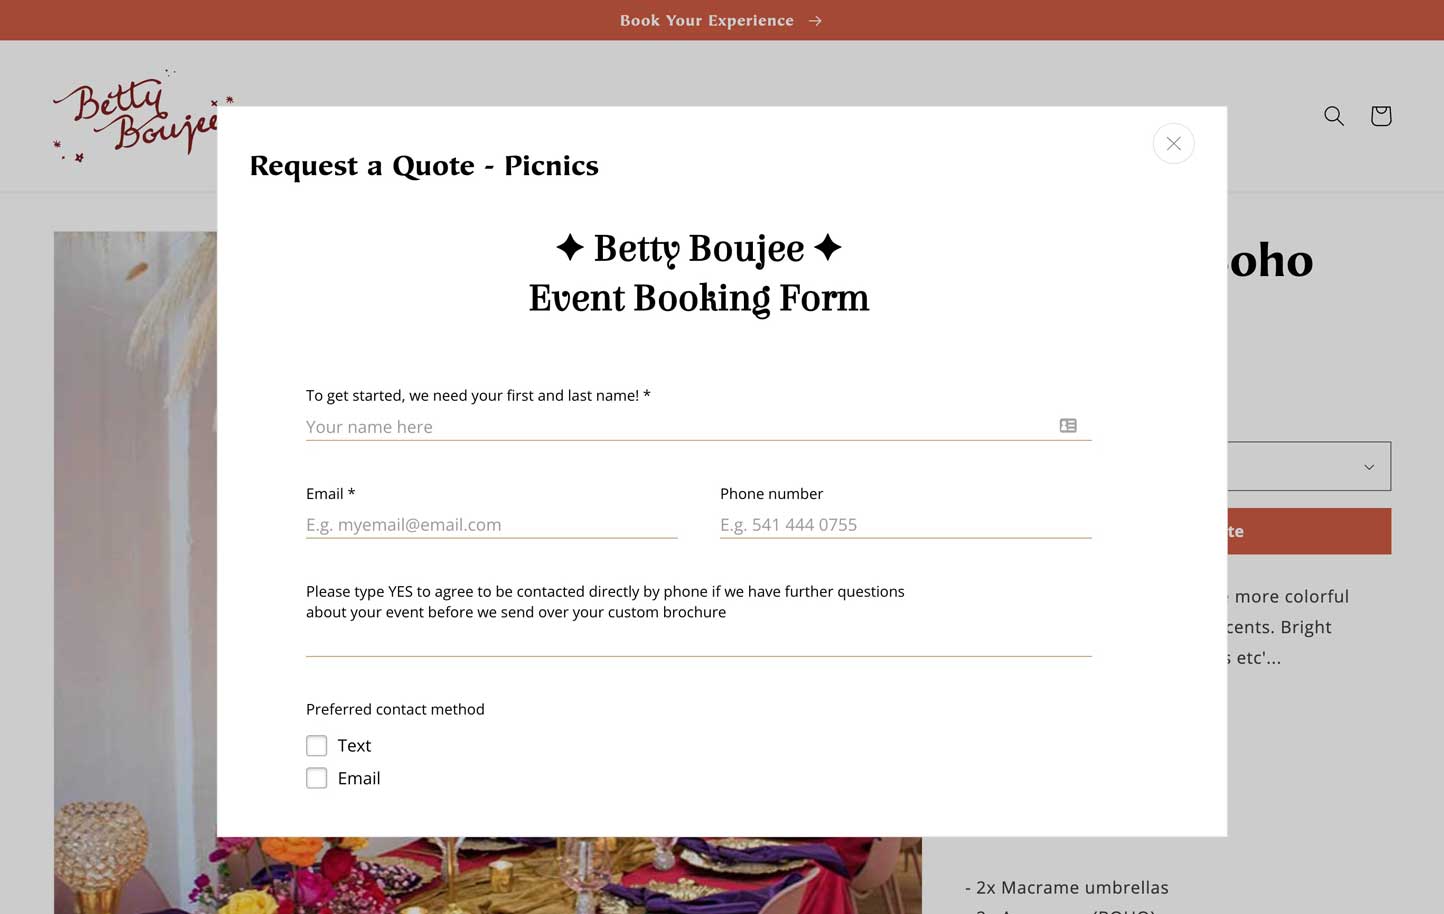 Book Your Experience →
Betty
Boujee
Request a Quote - Picnics
✦ Betty Boujee ✦
Event Booking Form
To get started, we need your first and last name! *
Your name here
Email *
Phone number
E.g. myemail@email.com
E.g. 541 444 0755
Please type YES to agree to be contacted directly by phone if we have further questions
about your event before we send over your custom brochure
Preferred contact method
Text
Email
oho
te
more colorful
cents. Bright
s etc'...
- 2x Macrame umbrellas